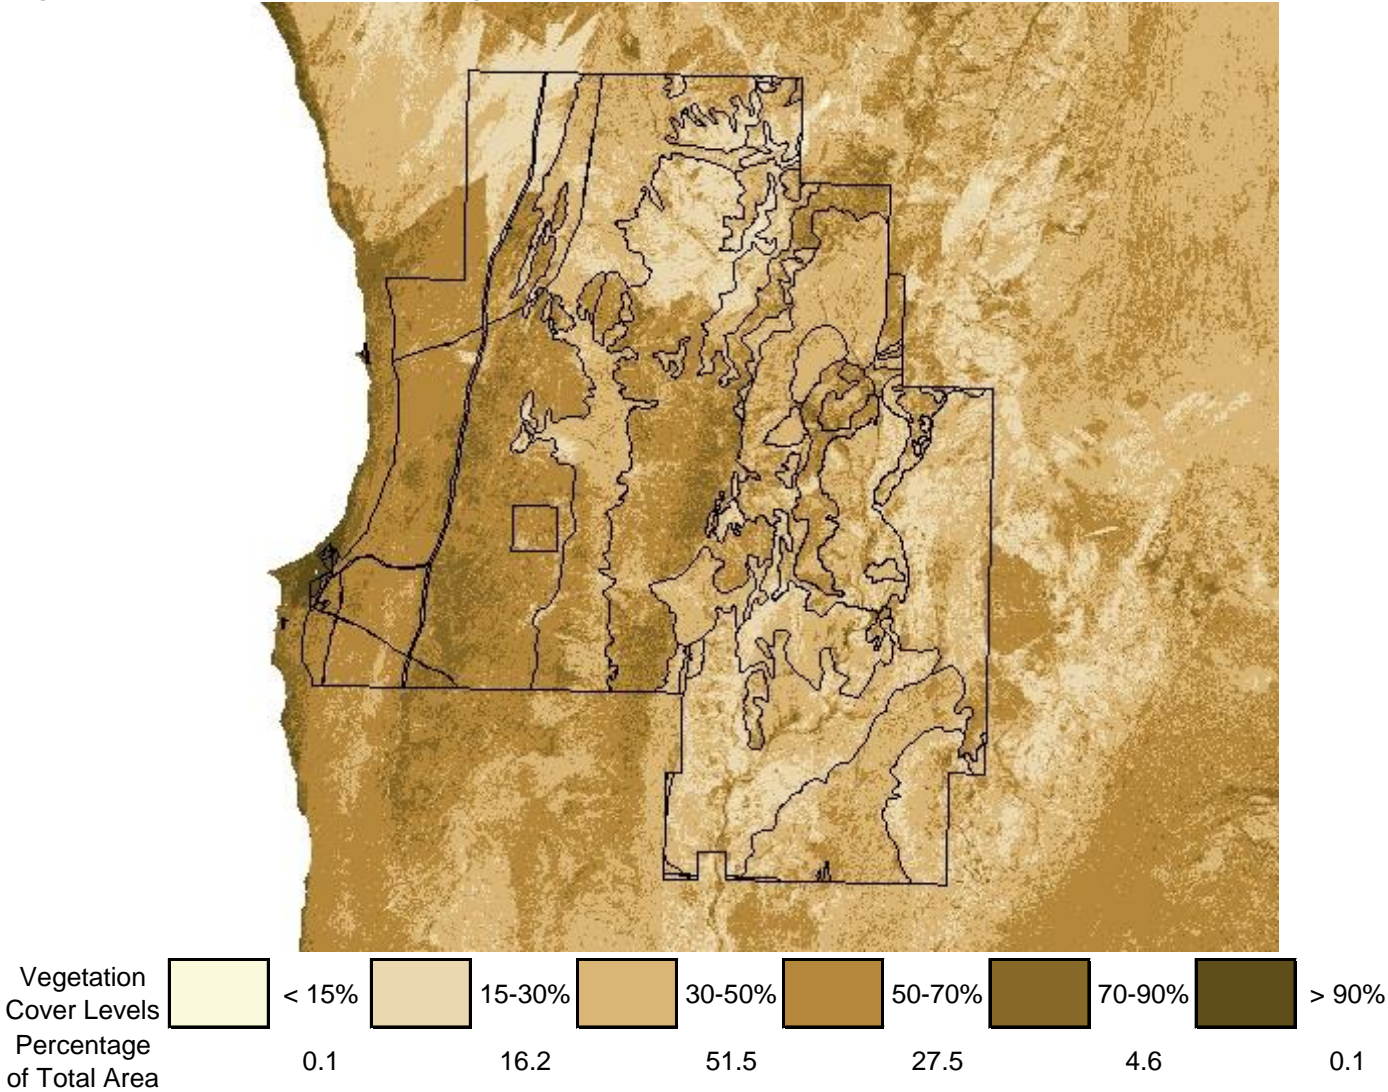 Vegetation
Cover Levels
< 15% 15-30% 30-50% 50-70% 70-90% > 90%
Percentage
of Total Area
0.1 16.2 51.5 27.5 4.6 0.1